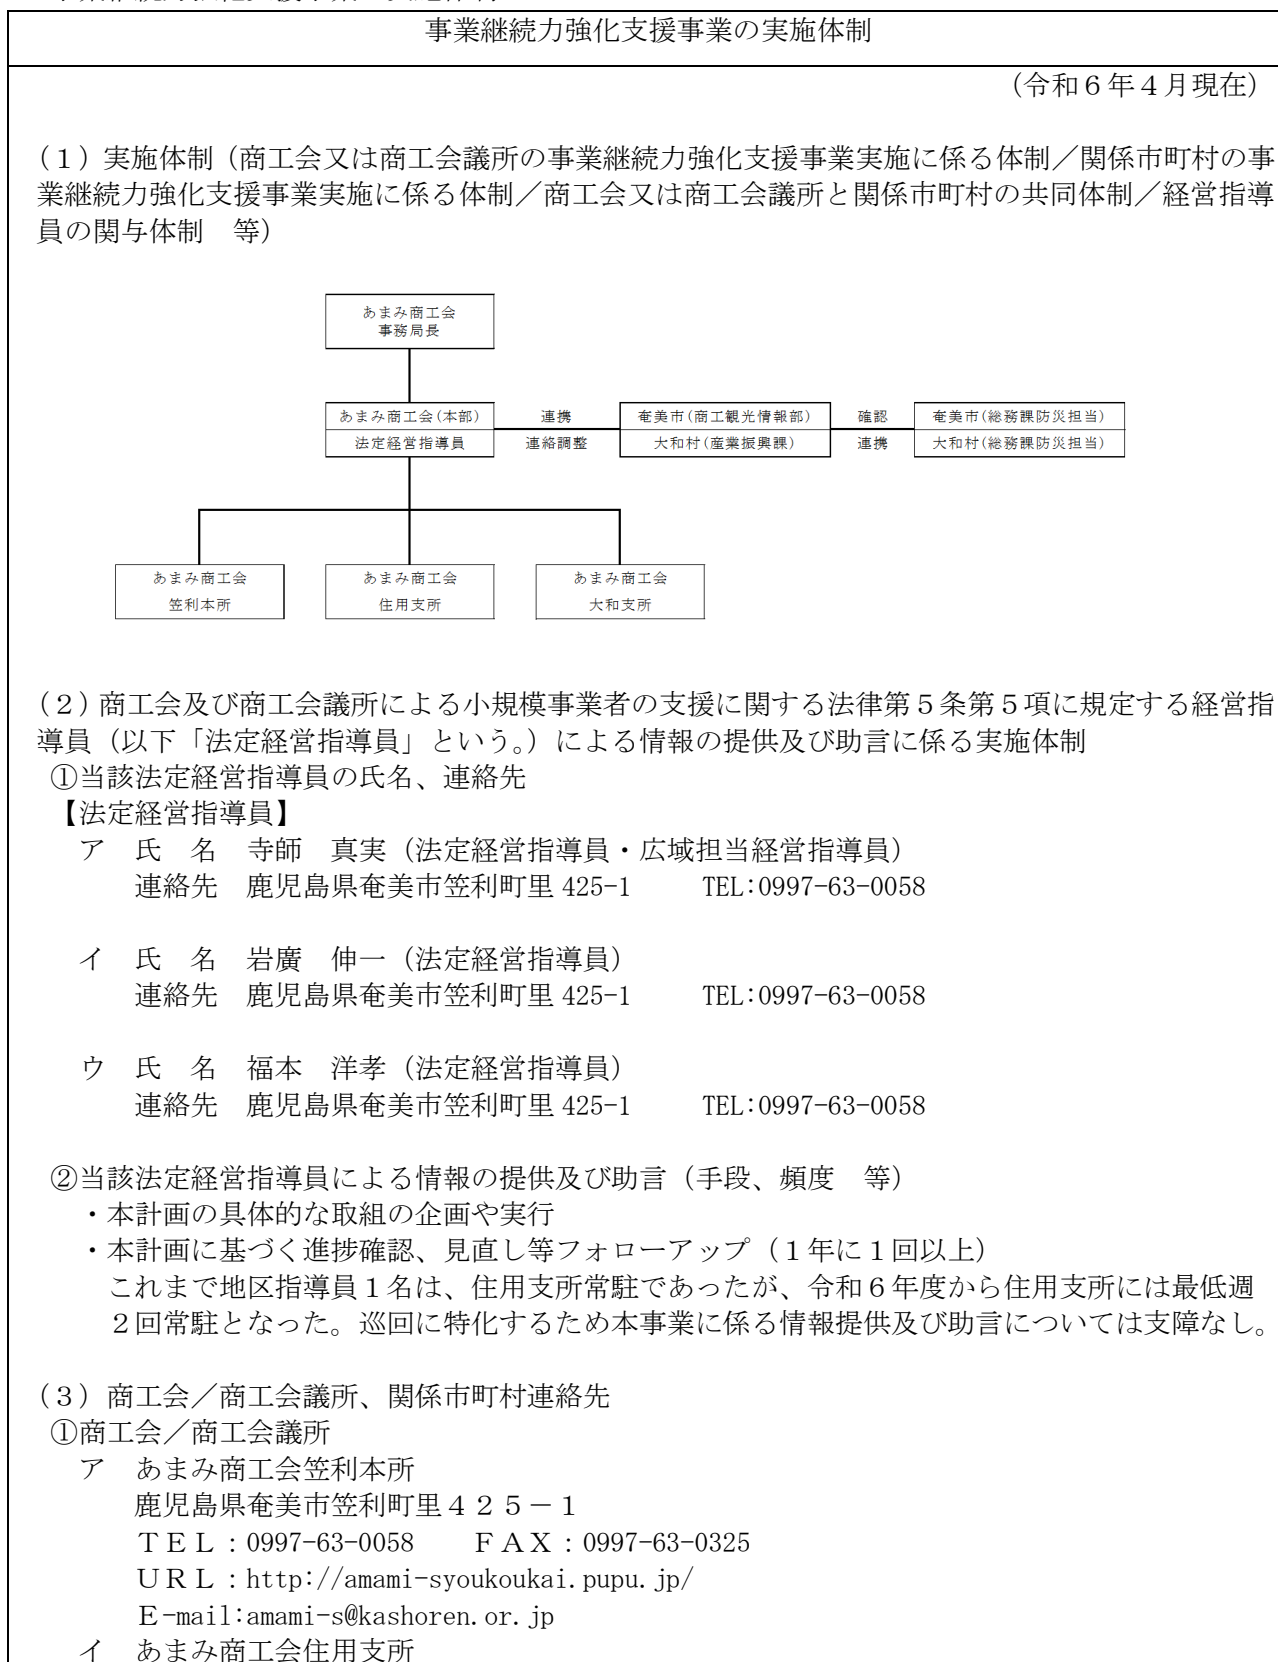 事業継続力強化支援事業の実施体制
（令和６年４月現在）
（１）実施体制（商工会又は商工会議所の事業継続力強化支援事業実施に係る体制／関係市町村の事
業継続力強化支援事業実施に係る体制／商工会又は商工会議所と関係市町村の共同体制／経営指導
員の関与体制　等）
あまみ商工会
事務局長
あまみ商工会(本部)　連携　奄美市(商工観光情報部)　確認　奄美市(総務課防災担当)
法定経営指導員　連絡調整　大和村(産業振興課)　連携　大和村(総務課防災担当)
あまみ商工会　あまみ商工会　あまみ商工会
笠利本所　住用支所　大和支所
（２）商工会及び商工会議所による小規模事業者の支援に関する法律第５条第５項に規定する経営指
導員（以下「法定経営指導員」という。）による情報の提供及び助言に係る実施体制
①当該法定経営指導員の氏名、連絡先
【法定経営指導員】
ア　氏　名　寺師　真実（法定経営指導員・広域担当経営指導員）
連絡先　鹿児島県奄美市笠利町里 425-1　TEL:0997-63-0058
イ　氏　名　岩廣　伸一（法定経営指導員）
連絡先　鹿児島県奄美市笠利町里 425-1　TEL:0997-63-0058
ウ　氏　名　福本　洋孝（法定経営指導員）
連絡先　鹿児島県奄美市笠利町里 425-1　TEL:0997-63-0058
②当該法定経営指導員による情報の提供及び助言（手段、頻度　等）
・本計画の具体的な取組の企画や実行
・本計画に基づく進捗確認、見直し等フォローアップ（１年に１回以上）
これまで地区指導員１名は、住用支所常駐であったが、令和６年度から住用支所には最低週
２回常駐となった。巡回に特化するため本事業に係る情報提供及び助言については支障なし。
（３）商工会／商工会議所、関係市町村連絡先
①商工会／商工会議所
ア　あまみ商工会笠利本所
鹿児島県奄美市笠利町里４２５－１
ＴＥＬ：0997-63-0058　ＦＡＸ：0997-63-0325
ＵＲＬ：http://amami-syoukoukai.pupu.jp/
Ｅ-mail:amami-s@kashoren.or.jp
イ　あまみ商工会住用支所